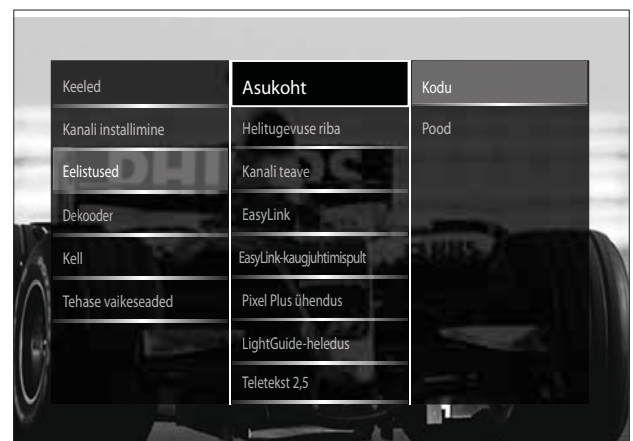 Keeled
Kanali installimine
Eelistused
Dekooder
Kell
Tehase vaikeseaded
Asukoht
Helitugevuse riba
Kanali teave
EasyLink
EasyLink-kaugjuhtimispult
Pixel Plus ühendus
LightGuide-heledus
Teletekst 2,5
Kodu
Pood